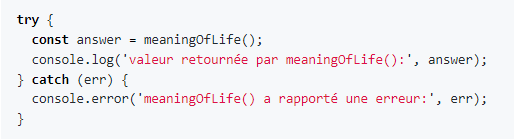 try {
  const answer = meaningOfLife();
  console.log('valeur retournée par meaningOfLife():', answer);
} catch (err) {
  console.error('meaningOfLife() a rapporté une erreur:', err);
}